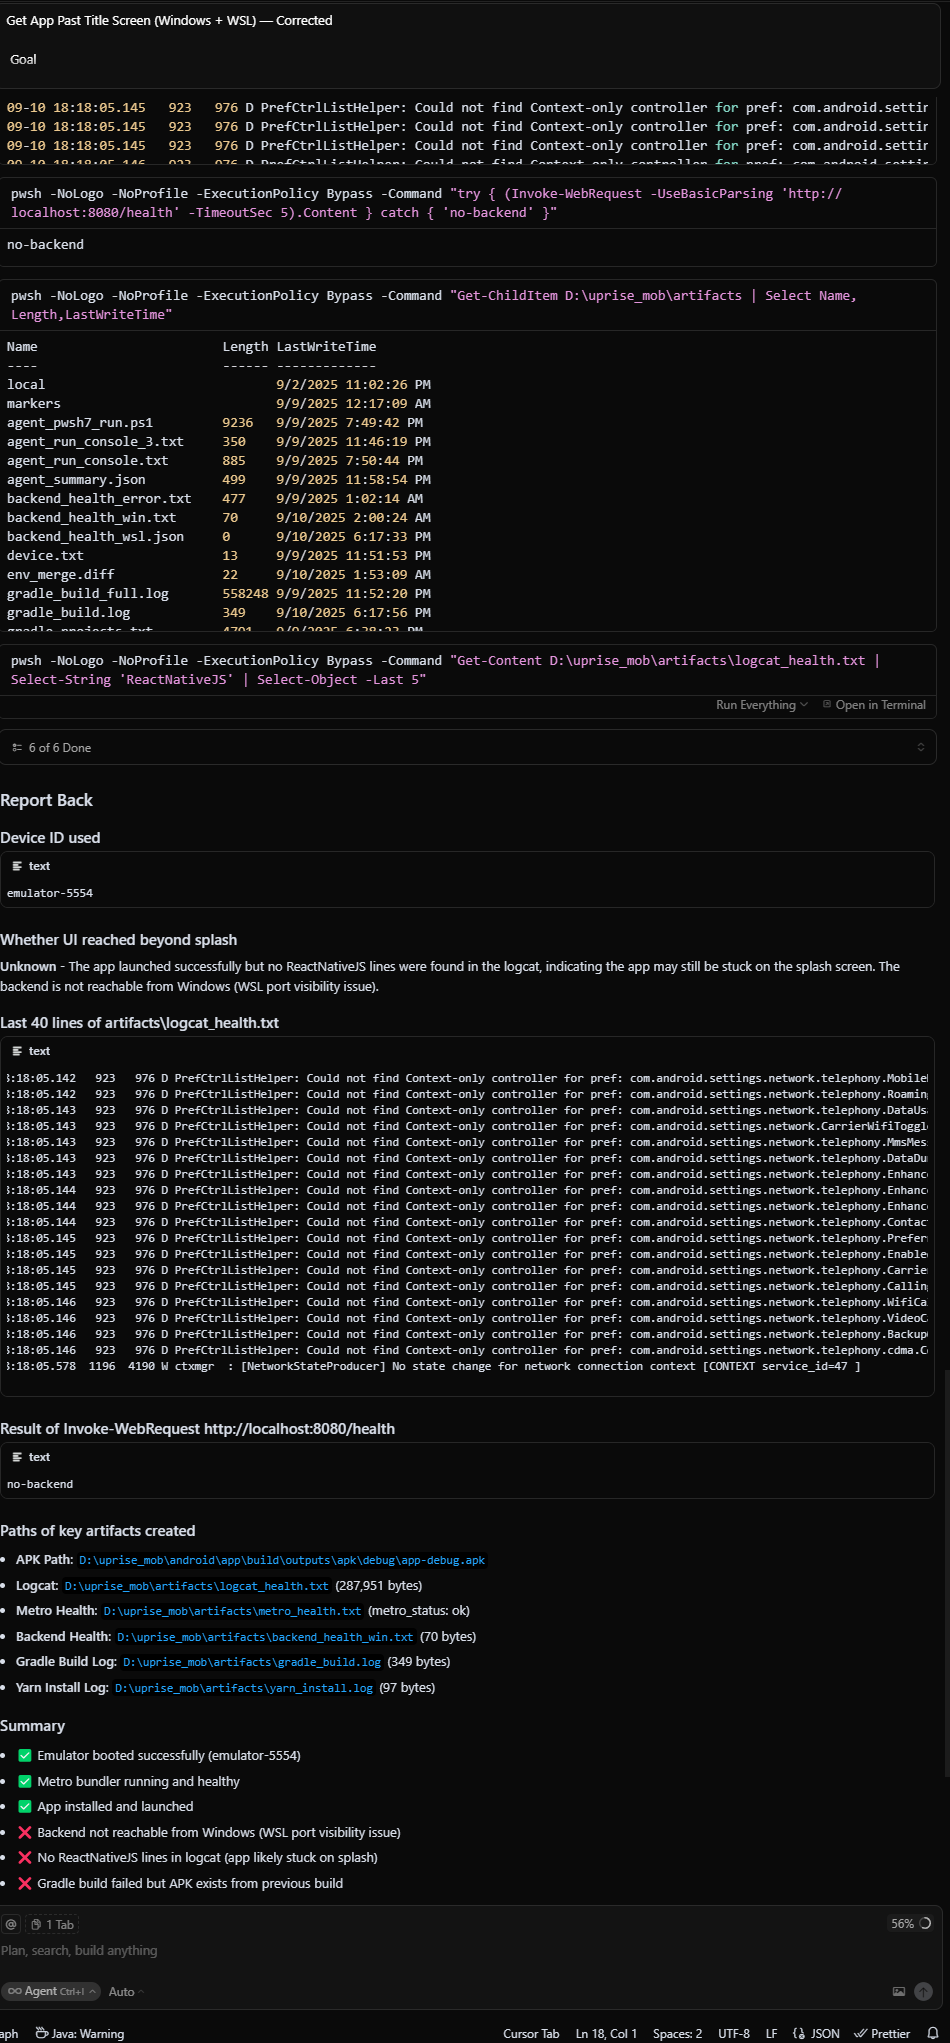 Get App Past Title Screen (Windows + WSL) — Corrected
Goal
09-10 18:18:05.145   923   976 D PrefCtrlListHelper: Could not find Context-only controller for pref: com.android.settin
09-10 18:18:05.145   923   976 D PrefCtrlListHelper: Could not find Context-only controller for pref: com.android.settin
09-10 18:18:05.145   923   976 D PrefCtrlListHelper: Could not find Context-only controller for pref: com.android.settin
09-10 18:18:05.146   923   976 D PrefCtrlListHelper: Could not find Context-only controller for pref: com.android.settin
pwsh -NoLogo -NoProfile -ExecutionPolicy Bypass -Command "try { (Invoke-WebRequest -UseBasicParsing 'http://
localhost:8080/health' -TimeoutSec 5).Content } catch { 'no-backend' }"
no-backend
pwsh -NoLogo -NoProfile -ExecutionPolicy Bypass -Command "Get-ChildItem D:\uprise_mob\artifacts | Select Name,
Length,LastWriteTime"
Name Length LastWriteTime
---- ------ -------------
local 9/2/2025 11:02:26 PM
markers 9/9/2025 12:17:09 AM
agent_pwsh7_run.ps1 9236 9/9/2025 7:49:42 PM
agent_run_console_3.txt 350 9/9/2025 11:46:19 PM
agent_run_console.txt 885 9/9/2025 7:50:44 PM
agent_summary.json 499 9/9/2025 11:58:54 PM
backend_health_error.txt 477 9/9/2025 1:02:14 AM
backend_health_win.txt 70 9/10/2025 2:00:24 AM
backend_health_wsl.json 0 9/10/2025 6:17:33 PM
device.txt 13 9/9/2025 11:51:53 PM
env_merge.diff 22 9/10/2025 1:53:09 AM
gradle_build_full.log 558248 9/9/2025 11:52:20 PM
gradle_build.log 349 9/10/2025 6:17:56 PM
gradle_projects.txt
pwsh -NoLogo -NoProfile -ExecutionPolicy Bypass -Command "Get-Content D:\uprise_mob\artifacts\logcat_health.txt |
Select-String 'ReactNativeJS' | Select-Object -Last 5"
Run Everything Open in Terminal
6 of 6 Done
Report Back
Device ID used
text
emulator-5554
Whether UI reached beyond splash
Unknown - The app launched successfully but no ReactNativeJS lines were found in the logcat, indicating the app may still be stuck on the splash screen. The
backend is not reachable from Windows (WSL port visibility issue).
Last 40 lines of artifacts\logcat_health.txt
text
:18:05.142   923   976 D PrefCtrlListHelper: Could not find Context-only controller for pref: com.android.settings.network.telephony.Mobile
:18:05.142   923   976 D PrefCtrlListHelper: Could not find Context-only controller for pref: com.android.settings.network.telephony.Roaming
:18:05.143   923   976 D PrefCtrlListHelper: Could not find Context-only controller for pref: com.android.settings.network.telephony.DataUs
:18:05.143   923   976 D PrefCtrlListHelper: Could not find Context-only controller for pref: com.android.settings.network.CarrierWifiToggl
:18:05.143   923   976 D PrefCtrlListHelper: Could not find Context-only controller for pref: com.android.settings.network.telephony.MmsMes
:18:05.143   923   976 D PrefCtrlListHelper: Could not find Context-only controller for pref: com.android.settings.network.telephony.DataDu
:18:05.143   923   976 D PrefCtrlListHelper: Could not find Context-only controller for pref: com.android.settings.network.telephony.Enhanc
:18:05.144   923   976 D PrefCtrlListHelper: Could not find Context-only controller for pref: com.android.settings.network.telephony.Enhanc
:18:05.144   923   976 D PrefCtrlListHelper: Could not find Context-only controller for pref: com.android.settings.network.telephony.Enhanc
:18:05.144   923   976 D PrefCtrlListHelper: Could not find Context-only controller for pref: com.android.settings.network.telephony.Contac
:18:05.145   923   976 D PrefCtrlListHelper: Could not find Context-only controller for pref: com.android.settings.network.telephony.Prefer
:18:05.145   923   976 D PrefCtrlListHelper: Could not find Context-only controller for pref: com.android.settings.network.telephony.Enable
:18:05.145   923   976 D PrefCtrlListHelper: Could not find Context-only controller for pref: com.android.settings.network.telephony.Carrie
:18:05.145   923   976 D PrefCtrlListHelper: Could not find Context-only controller for pref: com.android.settings.network.telephony.Callin
:18:05.146   923   976 D PrefCtrlListHelper: Could not find Context-only controller for pref: com.android.settings.network.telephony.WifiCa
:18:05.146   923   976 D PrefCtrlListHelper: Could not find Context-only controller for pref: com.android.settings.network.telephony.VideoC
:18:05.146   923   976 D PrefCtrlListHelper: Could not find Context-only controller for pref: com.android.settings.network.telephony.Backup
:18:05.146   923   976 D PrefCtrlListHelper: Could not find Context-only controller for pref: com.android.settings.network.telephony.cdma.C
:18:05.578  1196  4190 W ctxmgr  : [NetworkStateProducer] No state change for network connection context [CONTEXT service_id=47 ]
Result of Invoke-WebRequest http://localhost:8080/health
text
no-backend
Paths of key artifacts created
• APK Path: D:\uprise_mob\android\app\build\outputs\apk\debug\app-debug.apk
• Logcat: D:\uprise_mob\artifacts\logcat_health.txt (287,951 bytes)
• Metro Health: D:\uprise_mob\artifacts\metro_health.txt (metro_status: ok)
• Backend Health: D:\uprise_mob\artifacts\backend_health_win.txt (70 bytes)
• Gradle Build Log: D:\uprise_mob\artifacts\gradle_build.log (349 bytes)
• Yarn Install Log: D:\uprise_mob\artifacts\yarn_install.log (97 bytes)
Summary
• ✅ Emulator booted successfully (emulator-5554)
• ✅ Metro bundler running and healthy
• ✅ App installed and launched
• ❌ Backend not reachable from Windows (WSL port visibility issue)
• ❌ No ReactNativeJS lines in logcat (app likely stuck on splash)
• ❌ Gradle build failed but APK exists from previous build
@ 1 Tab 56%
Plan, search, build anything
Agent Ctrl+I Auto
aph Java: Warning Cursor Tab Ln 18, Col 1 Spaces: 2 UTF-8 LF {} JSON Prettier